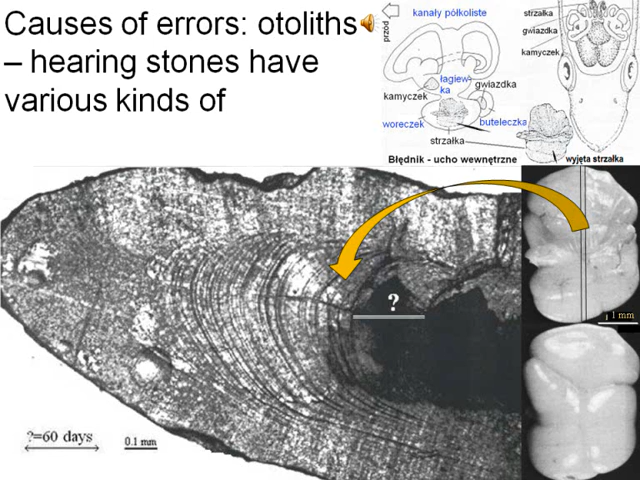 Causes of errors: otoliths
– hearing stones have
various kinds of
przód
kanały półkoliste
łagiew-
ka
gwiazdka
kamyczek
woreczek
buteleczka
strzałka
Błędnik - ucho wewnętrzne
strzałka
gwiazdka
kamyczek
wyjęta strzałka
?
1 mm
?=60 days
0.1 mm